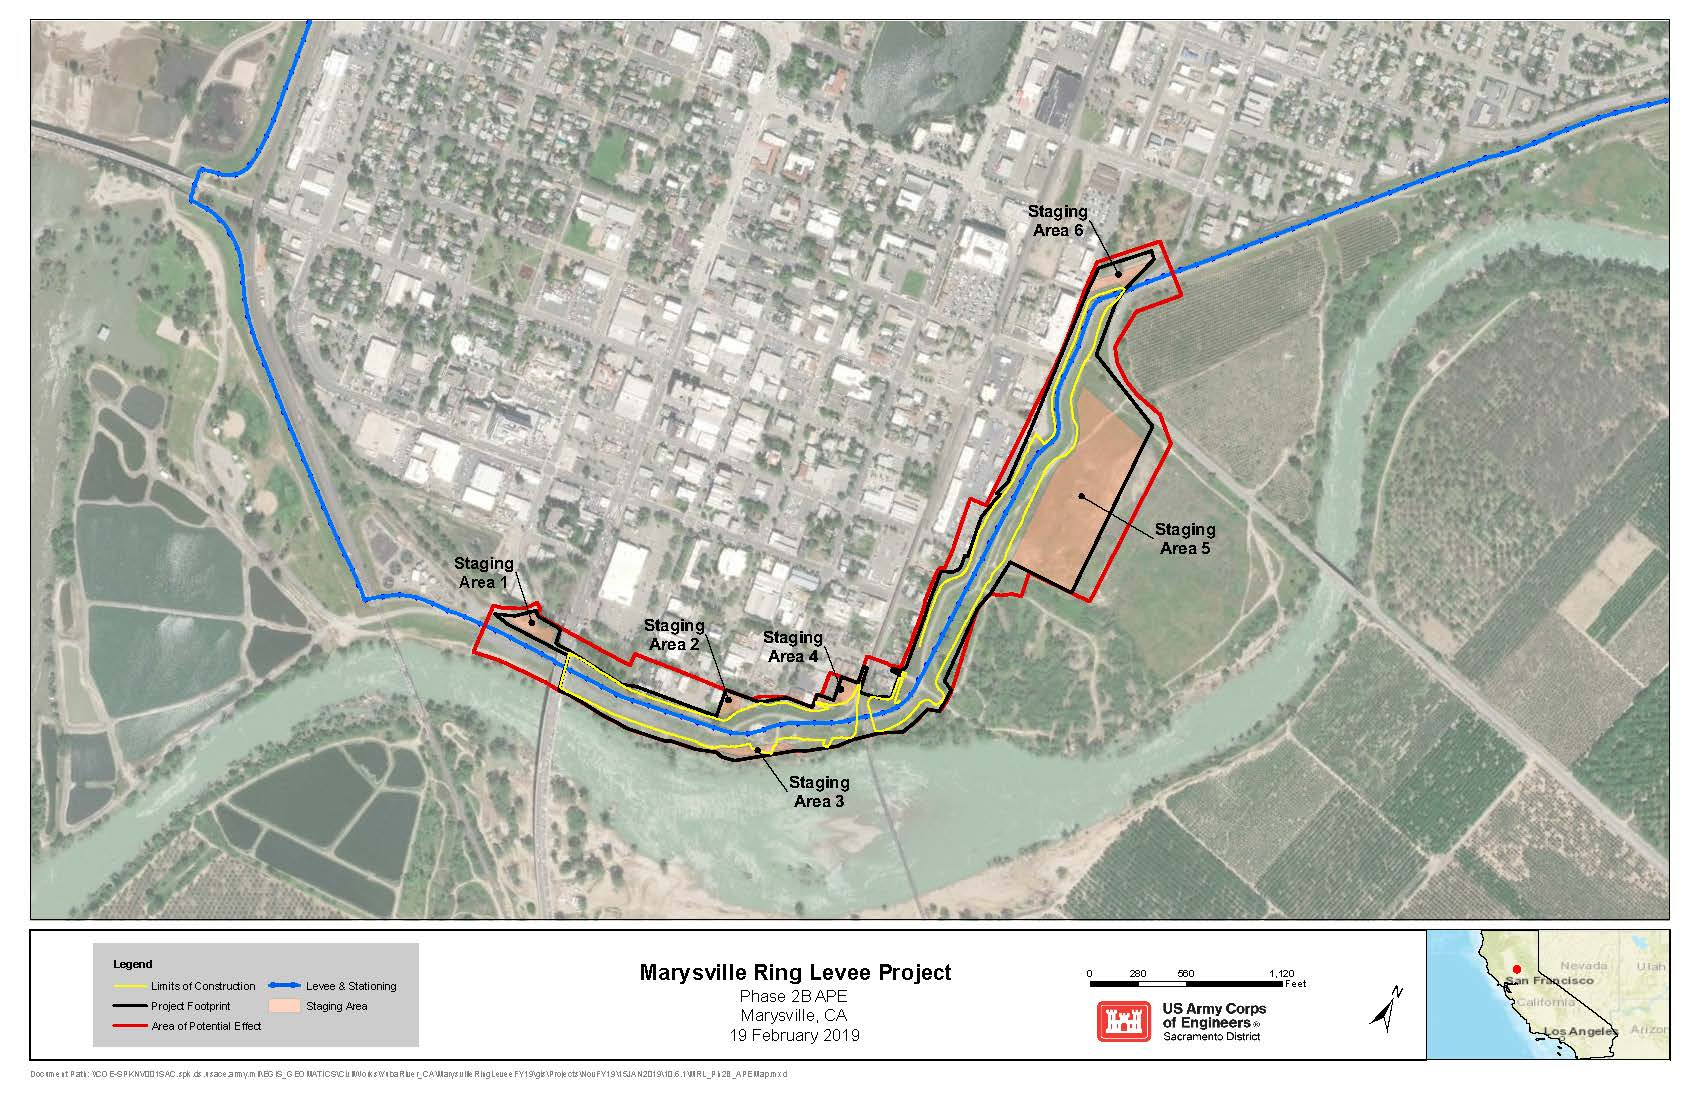 Staging
Area 6
Staging
Area 5
Staging
Area 1
Staging
Area 2
Staging
Area 4
Staging
Area 3
Legend
Limits of Construction
Project Footprint
Area of Potential Effect
Levee & Stationing
Staging Area
Marysville Ring Levee Project
Phase 2B APE
Marysville, CA
19 February 2019
0 280 560 1,120
Feet
US Army Corps
of Engineers®
Sacramento District
N
Nevada
Utah
San Francisco
California
Los Angeles
Arizon
Document Path: